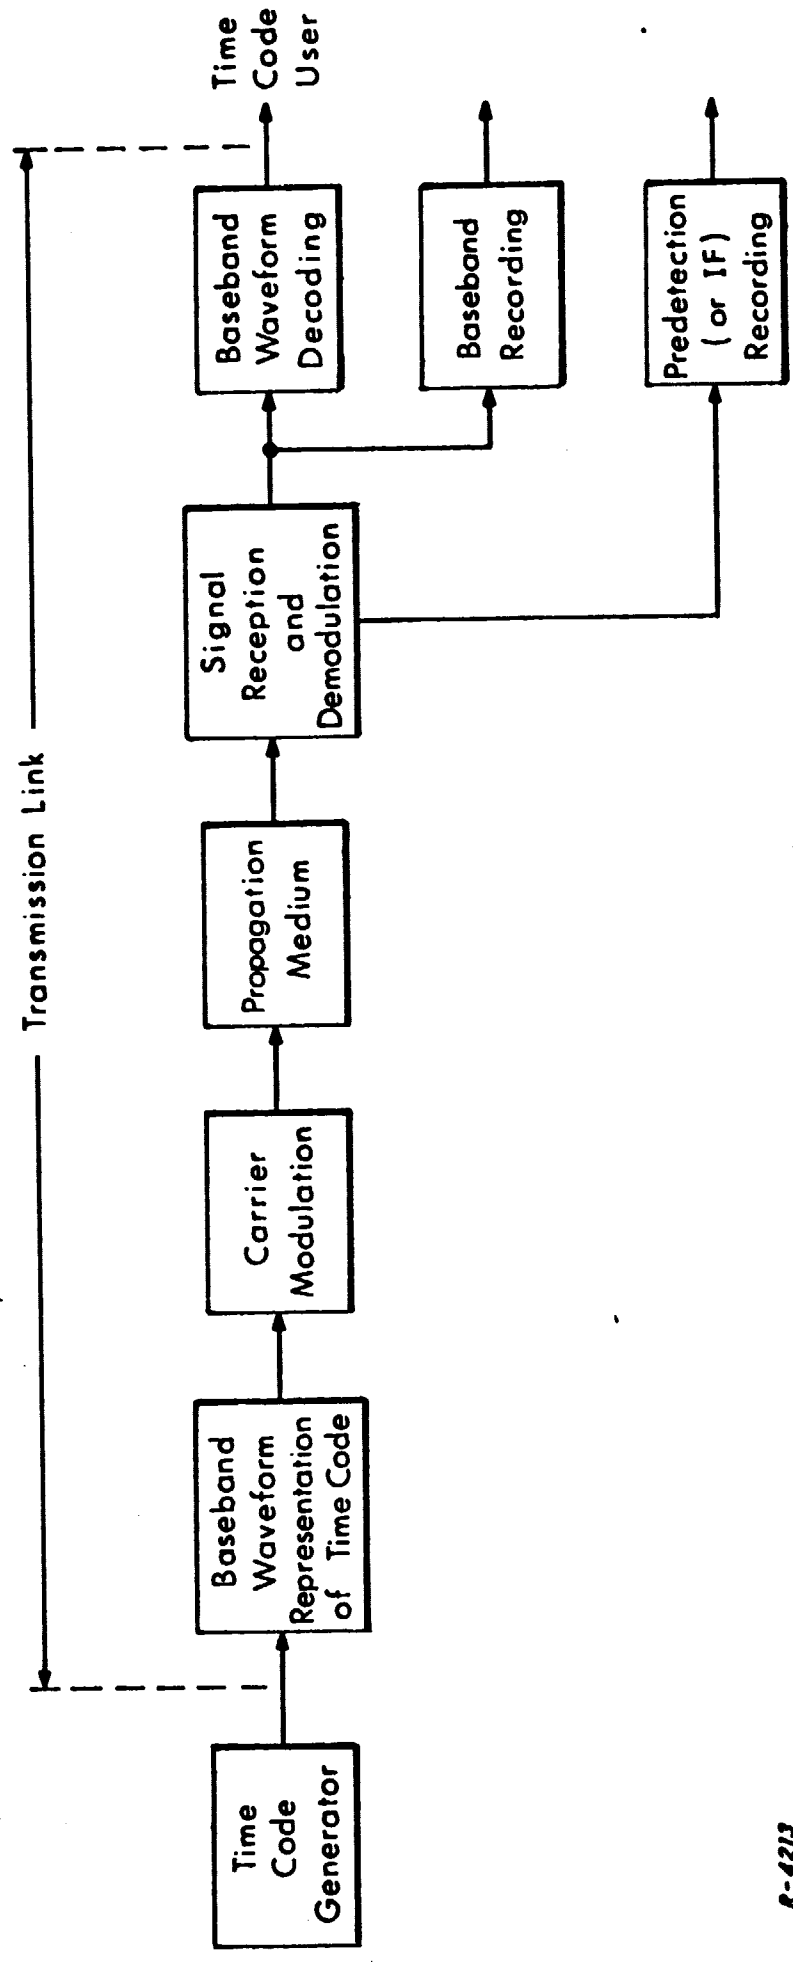 Transmission Link
Time
Code
Generator
Baseband
Waveform
Representation
of Time Code
Carrier
Modulation
Propagation
Medium
Signal
Reception
and
Demodulation
Baseband
Waveform
Decoding
Time
Code
User
Baseband
Recording
Predetection
(or IF)
Recording
R-4213